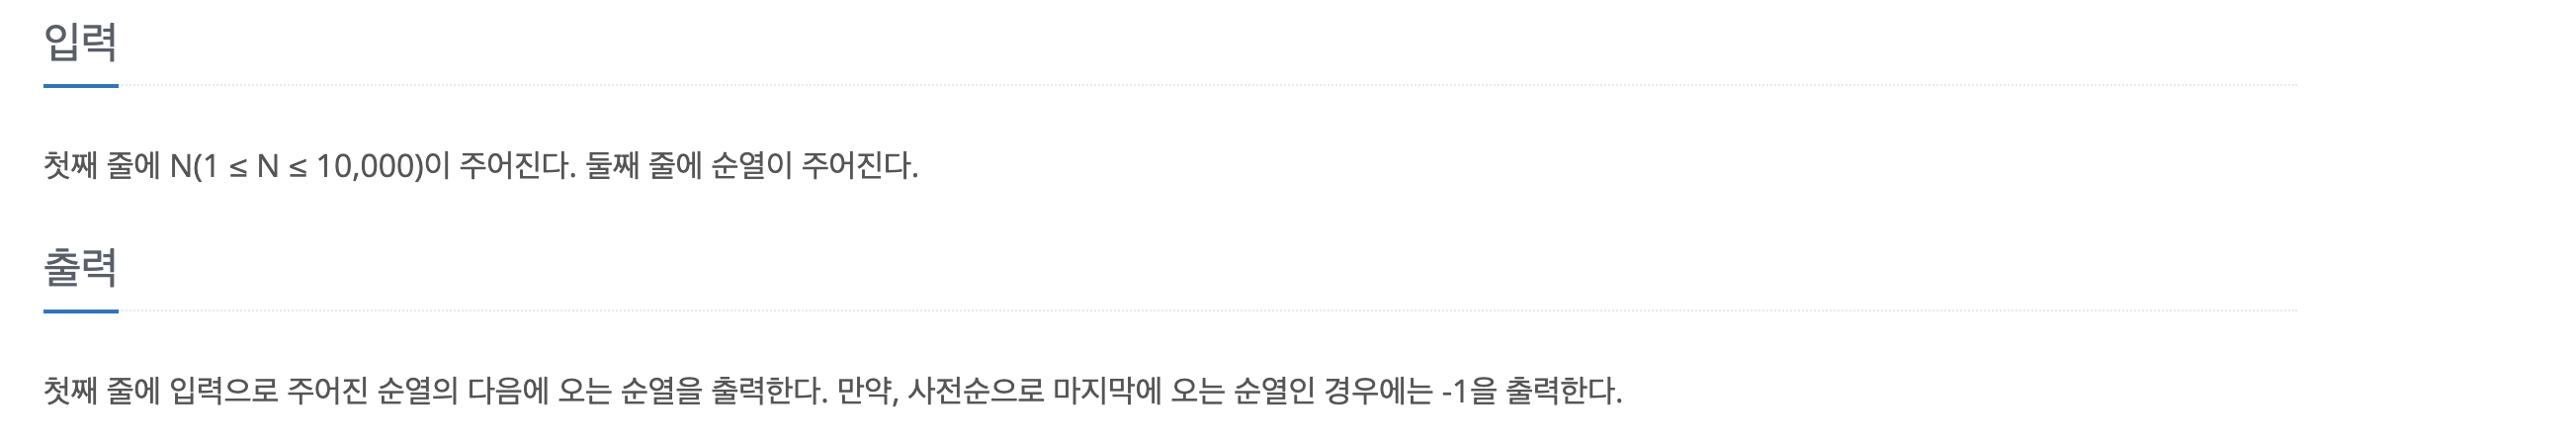 입력
첫째 줄에 N(1 ≤ N ≤ 10,000)이 주어진다. 둘째 줄에 순열이 주어진다.
출력
첫째 줄에 입력으로 주어진 순열의 다음에 오는 순열을 출력한다. 만약, 사전순으로 마지막에 오는 순열인 경우에는 -1을 출력한다.